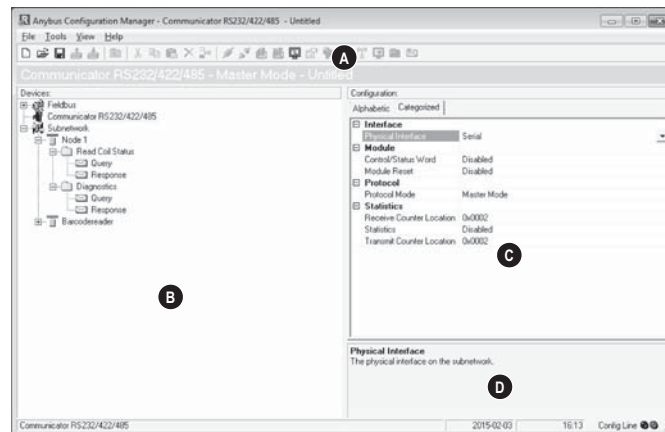 Anybus Configuration Manager - Communicator RS232/422/485 - Untitled
File Tools View Help
A
Communicator RS232/422/485 - Master Mode - Untitled
Devices:
Fieldbus
Communicator RS232/422/485
Subnetwork
Node 1
Read Coil Status
Query
Response
Diagnostics
Query
Response
Barcodereader
B
Configuration:
Alphabetic Categorized
Interface
Physical Interface Serial
Module
Control/Status Word Disabled
Module Reset Disabled
Protocol
Protocol Mode Master Mode
Statistics
Receive Counter Location 0x0002
Statistics Disabled
Transmit Counter Location 0x0002
C
Physical Interface
The physical interface on the subnetwork.
D
Communicator RS232/422/485 2015-02-03 16:13 Config Line